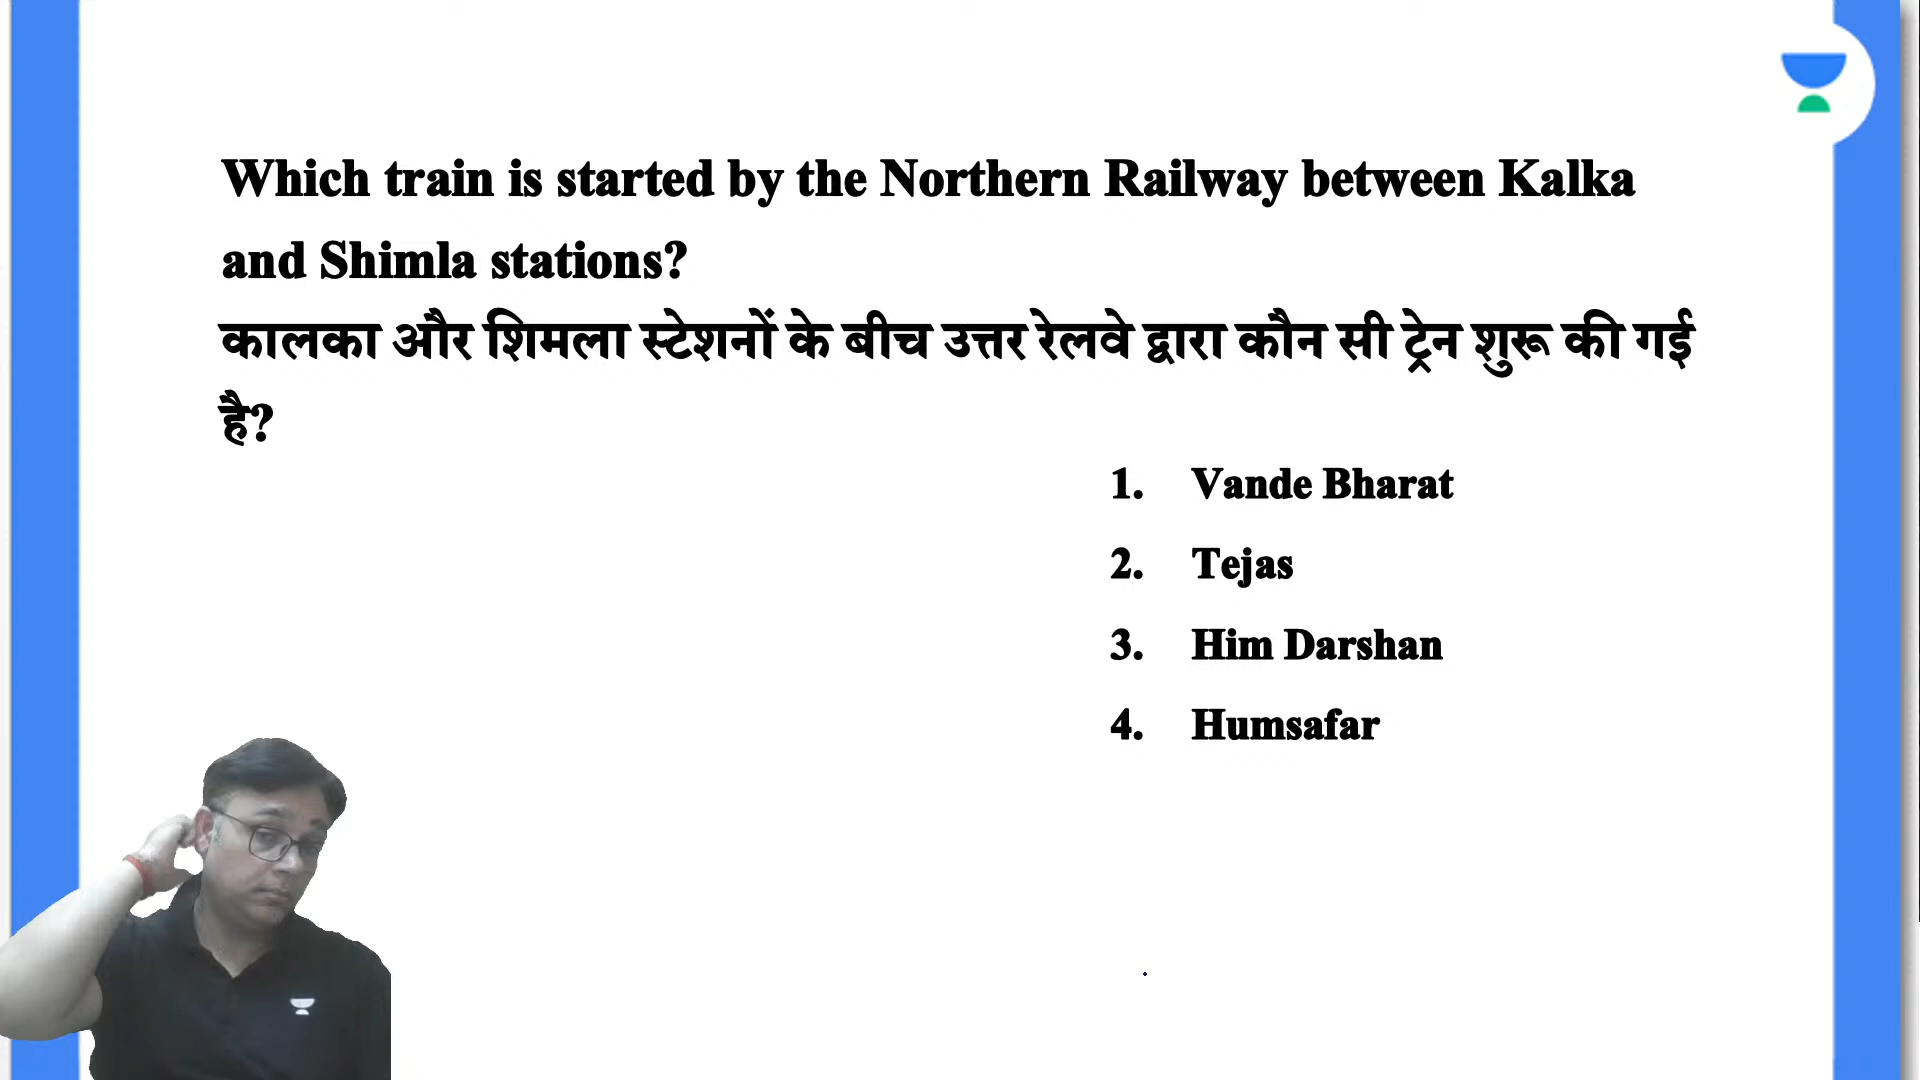 Which train is started by the Northern Railway between Kalka
and Shimla stations?
कालका और शिमला स्टेशनों के बीच उत्तर रेलवे द्वारा कौन सी ट्रेन शुरू की गई
है?
1. Vande Bharat
2. Tejas
3. Him Darshan
4. Humsafar